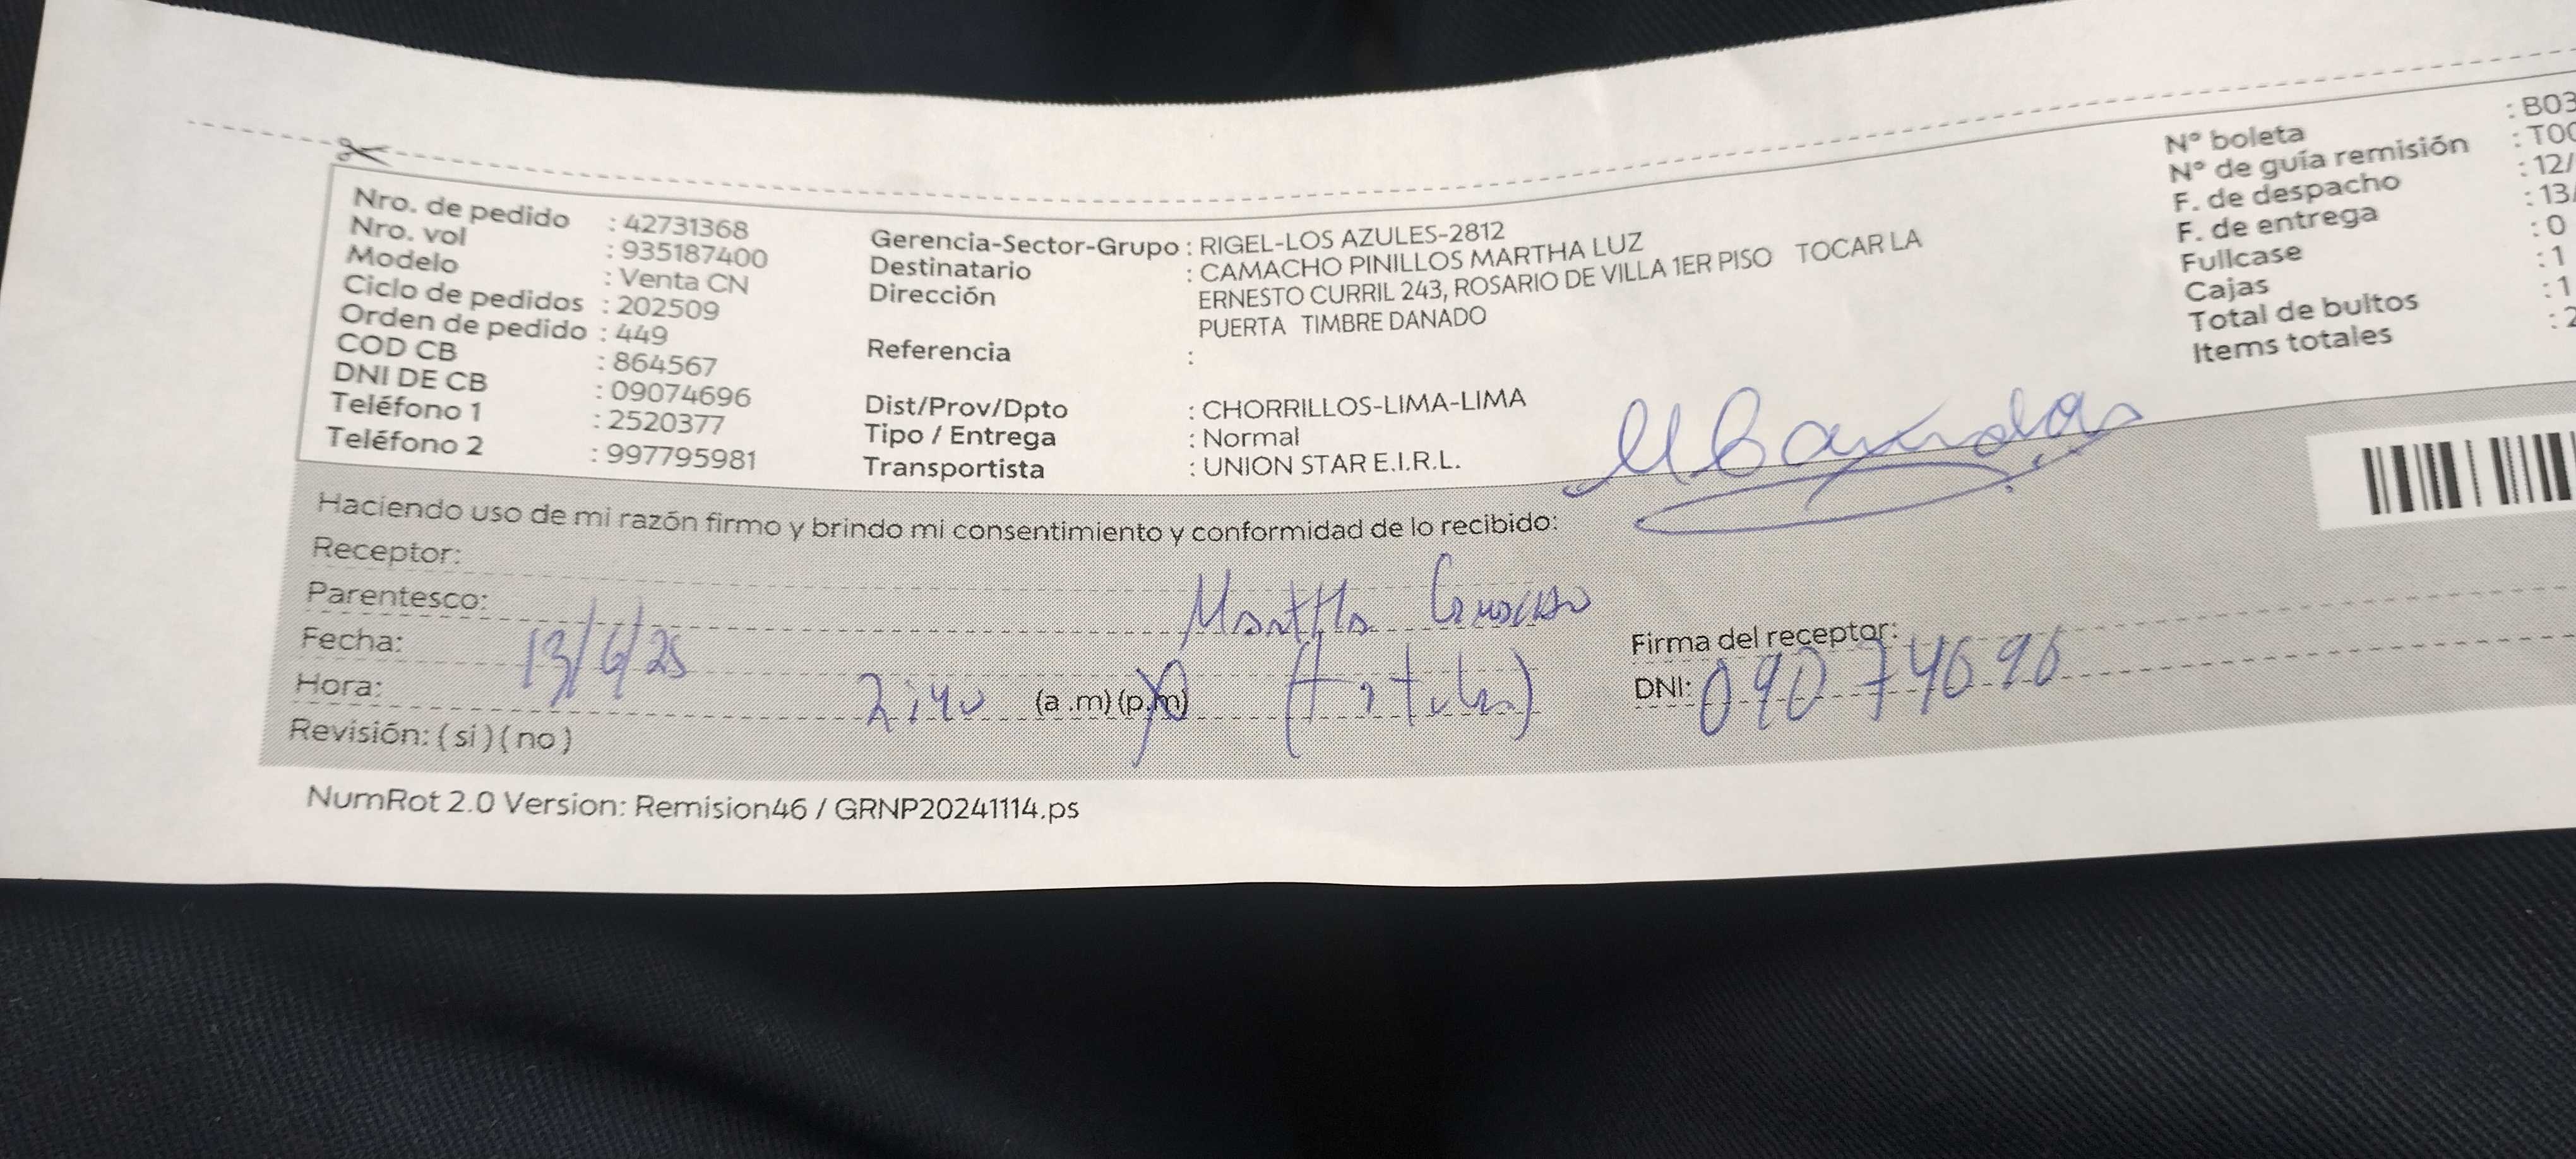 Nro. de pedido : 42731368
Nro. vol : 935187400
Modelo : Venta CN
Ciclo de pedidos : 202509
Orden de pedido : 449
COD CB : 864567
DNI DE CB : 09074696
Teléfono 1 : 2520377
Teléfono 2 : 997795981
Gerencia-Sector-Grupo : RIGEL-LOS AZULES-2812
Destinatario : CAMACHO PINILLOS MARTHA LUZ
Dirección ERNESTO CURRIL 243, ROSARIO DE VILLA 1ER PISO TOCAR LA
PUERTA TIMBRE DANADO
Referencia :
Dist/Prov/Dpto : CHORRILLOS-LIMA-LIMA
Tipo / Entrega : Normal
Transportista : UNION STAR E.I.R.L.
N° boleta : B03
N° de guía remisión : T00
F. de despacho : 12/
F. de entrega : 13/
Fullcase : 0
Cajas : 1
Total de bultos : 1
Items totales : 2
Haciendo uso de mi razón firmo y brindo mi consentimiento y conformidad de lo recibido:
Receptor: Martha Camacho
Parentesco: (titular)
Fecha: 13/6/25
Hora: 2:40 (a .m) (p.m)
Revisión: ( si ) ( no )
Firma del receptor:
DNI: 09074696
NumRot 2.0 Version: Remision46 / GRNP20241114.ps